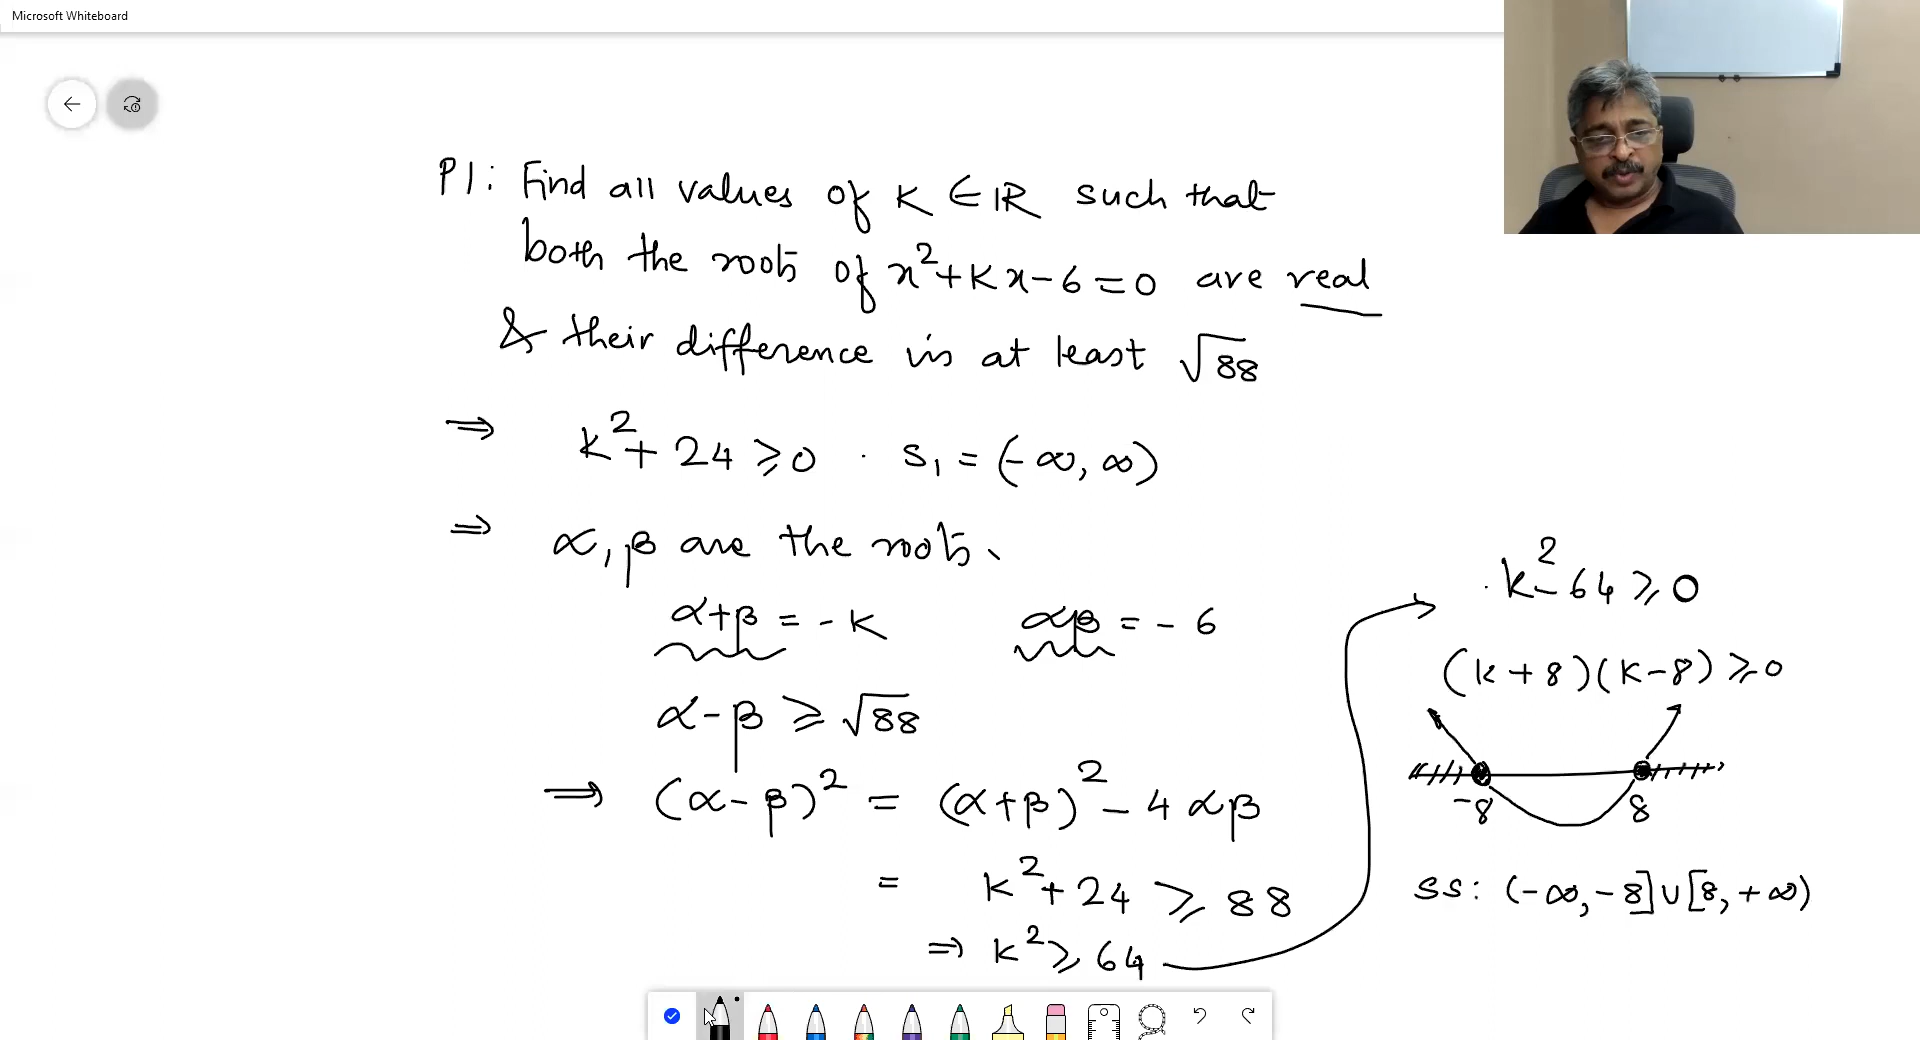 Microsoft Whiteboard
P1: Find all values of K ∈ ℝ such that
both the roots of x²+Kx-6=0 are real
& their difference is at least √88
⇒ K²+24 ⩾ 0 . S₁ = (-∞, ∞)
⇒ α, β are the roots.
α+β = -K αβ = -6
α-β ⩾ √88
⇒ (α-β)² = (α+β)² - 4αβ
= K²+24 ⩾ 88
⇒ K² ⩾ 64
K²-64 ⩾ 0
(K+8)(K-8) ⩾ 0
-8 8
SS: (-∞, -8] ∪ [8, +∞)